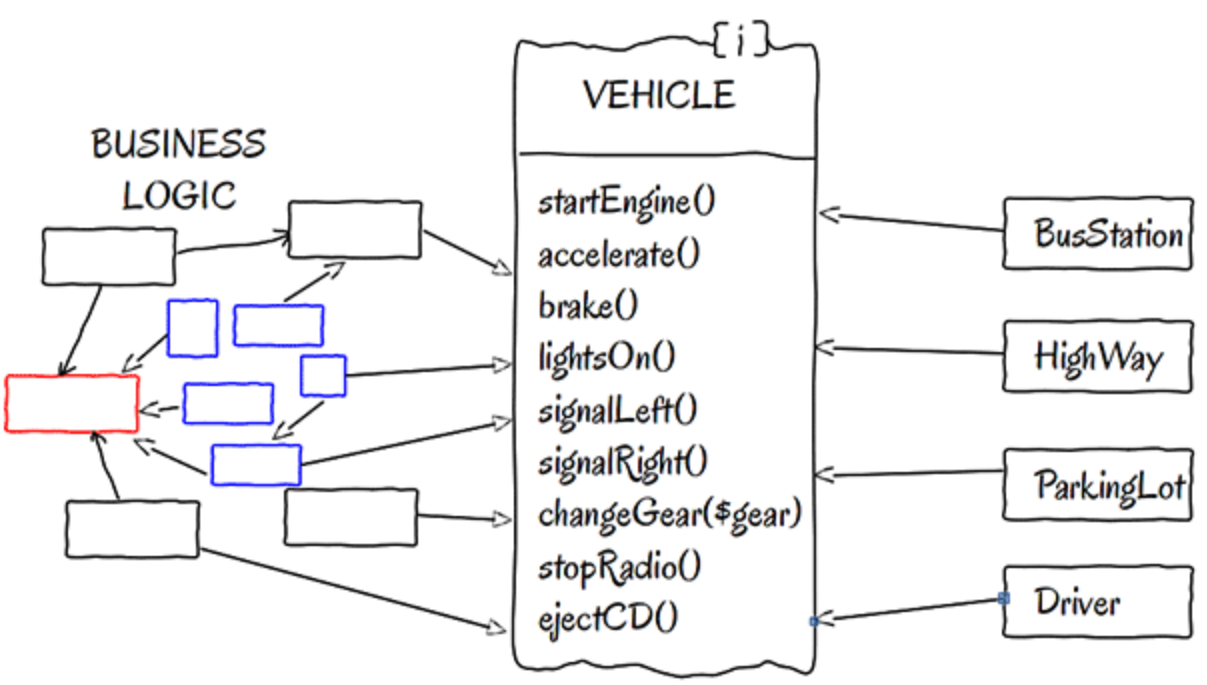 [i]
VEHICLE
BUSINESS
LOGIC
startEngine()
accelerate()
brake()
lightsOn()
signalLeft()
signalRight()
changeGear($gear)
stopRadio()
ejectCD()
BusStation
HighWay
ParkingLot
Driver